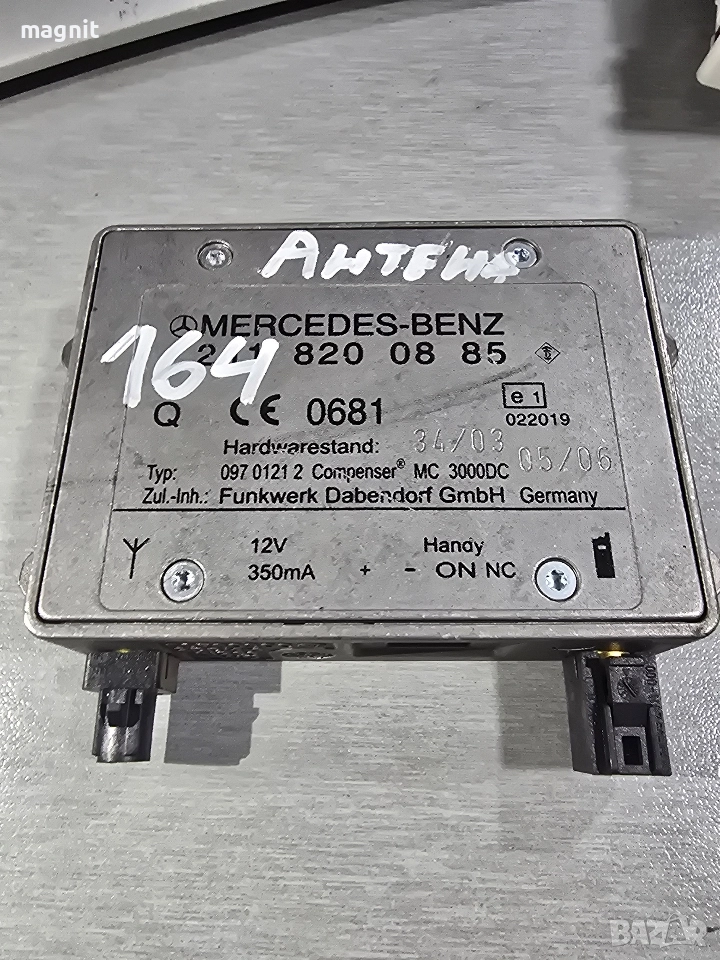 magnit
АНТЕНА
MERCEDES-BENZ
164
820 08 85
Q CE 0681
e 1
022019
Hardwarestand: 34/03 05/06
Typ: 097 0121 2 Compenser® MC 3000DC
Zul.-Inh.: Funkwerk Dabendorf GmbH Germany
12V Handy
350mA + - ON NC
BAZAR